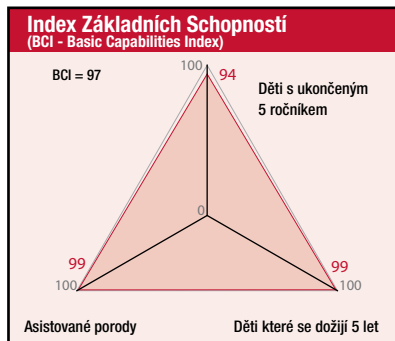 Index Základních Schopností
(BCI - Basic Capabilities Index)
BCI = 97
100
94
Děti s ukončeným
5 ročníkem
0
99
100
99
100
Asistované porody
Děti které se dožijí 5 let